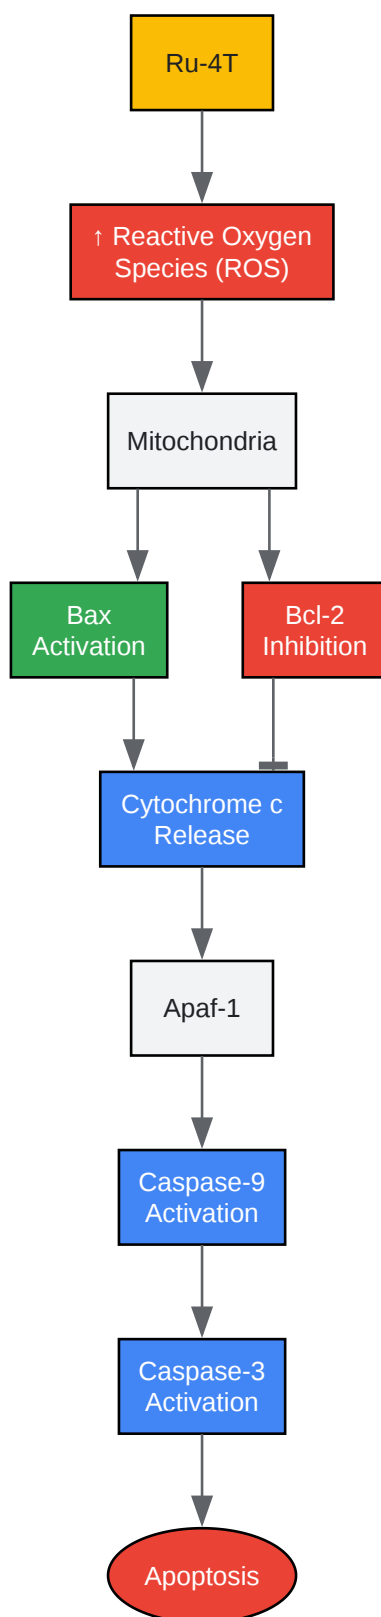 Ru-4T
↑ Reactive Oxygen
Species (ROS)
Mitochondria
Bax
Activation
Bcl-2
Inhibition
Cytochrome c
Release
Apaf-1
Caspase-9
Activation
Caspase-3
Activation
Apoptosis